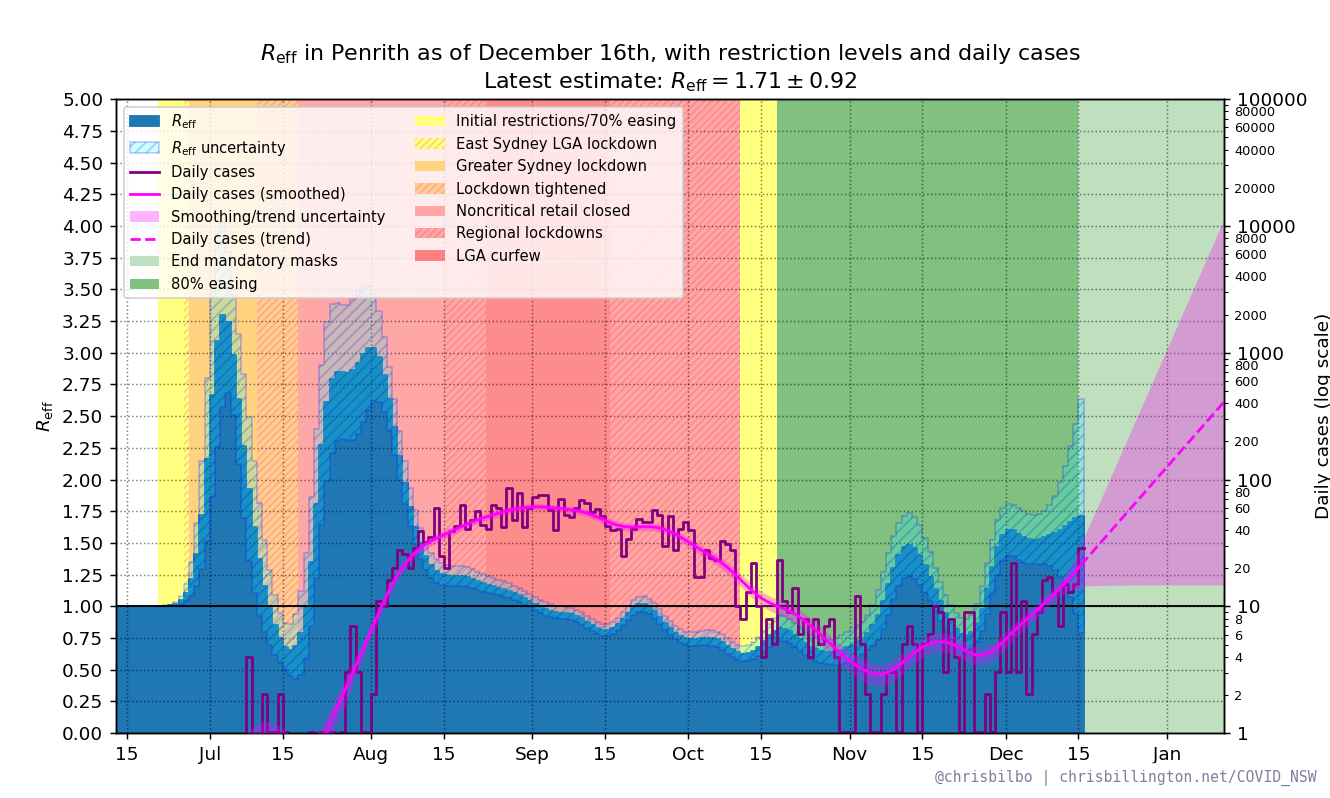 R_eff in Penrith as of December 16th, with restriction levels and daily cases
Latest estimate: R_eff = 1.71 ± 0.92
R_eff
R_eff uncertainty
Daily cases
Daily cases (smoothed)
Smoothing/trend uncertainty
Daily cases (trend)
End mandatory masks
80% easing
Initial restrictions/70% easing
East Sydney LGA lockdown
Greater Sydney lockdown
Lockdown tightened
Noncritical retail closed
Regional lockdowns
LGA curfew
R_eff
5.00
4.75
4.50
4.25
4.00
3.75
3.50
3.25
3.00
2.75
2.50
2.25
2.00
1.75
1.50
1.25
1.00
0.75
0.50
0.25
0.00
15 Jul 15 Aug 15 Sep 15 Oct 15 Nov 15 Dec 15 Jan
100000
80000
60000
40000
20000
10000
8000
6000
4000
2000
1000
800
600
400
200
100
80
60
40
20
10
8
6
4
2
1
Daily cases (log scale)
@chrisbilbo | chrisbillington.net/COVID_NSW